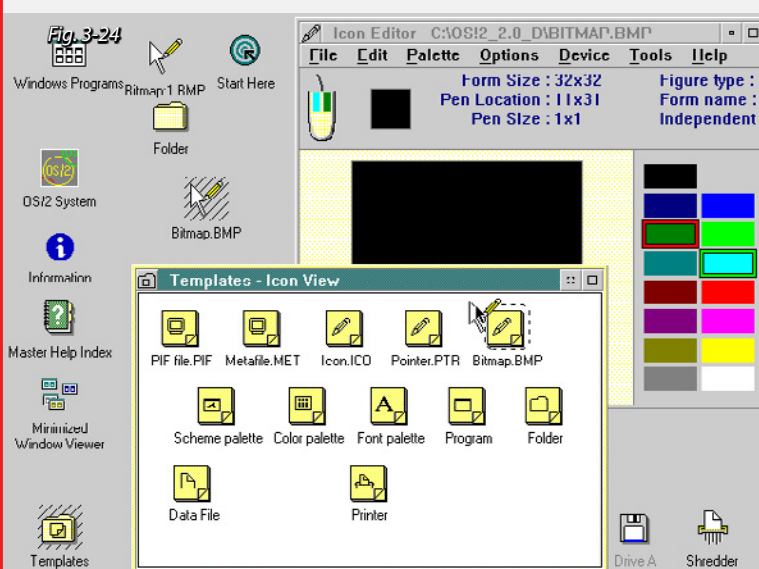 Fig. 3-24
Windows Programs
Bitmap:1.BMP
Start Here
Folder
OS/2
OS/2 System
Bitmap.BMP
Information
Master Help Index
Minimized
Window Viewer
Templates
Icon Editor C:\OS!2_2.0_D\BITMAP.BMP
File Edit Palette Options Device Tools Help
Form Size : 32x32
Pen Location : 11x31
Pen Size : 1x1
Figure type :
Form name :
Independent
Templates - Icon View
PIF file.PIF Metafile.MET Icon.ICO Pointer.PTR Bitmap.BMP
Scheme palette Color palette Font palette Program Folder
Data File Printer
Drive A
Shredder